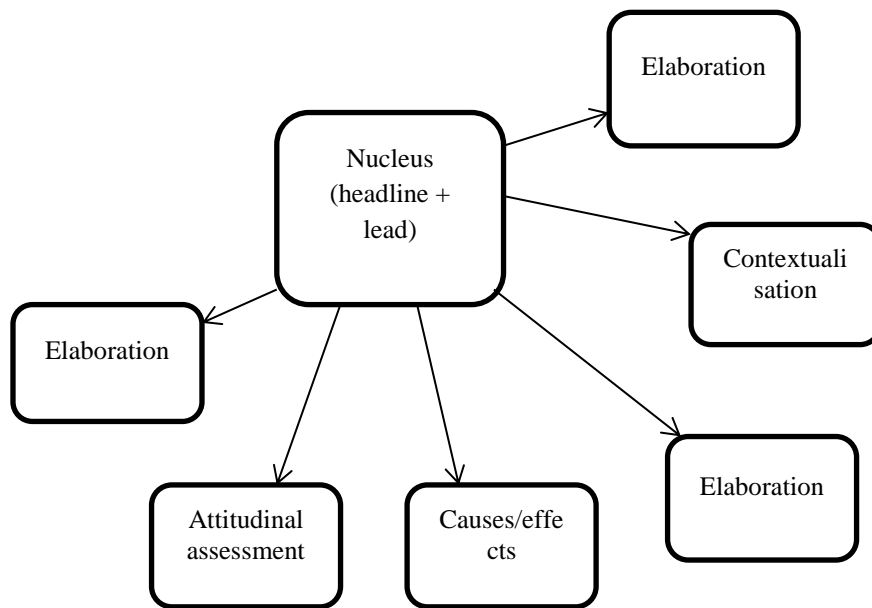 Elaboration
Nucleus
(headline +
lead)
Contextuali
sation
Elaboration
Elaboration
Attitudinal
assessment
Causes/effe
cts